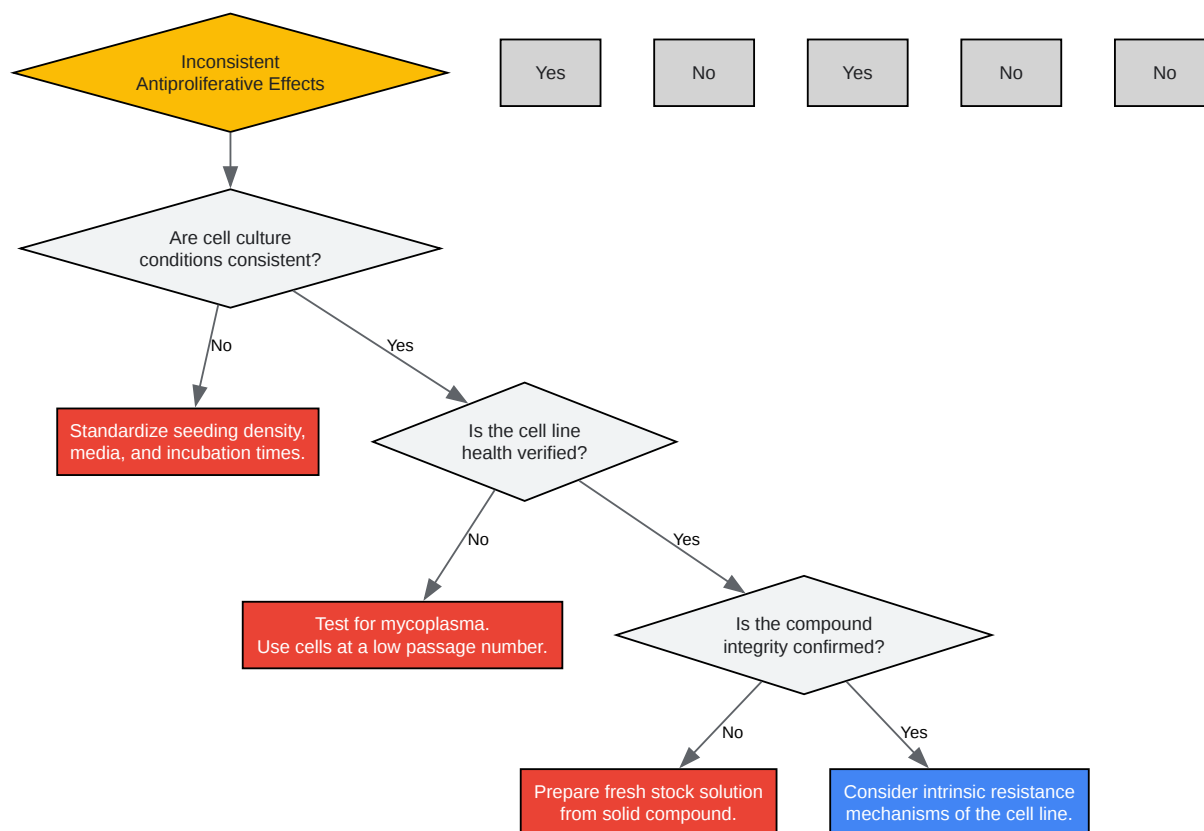 Inconsistent
Antiproliferative Effects
Yes
No
Yes
No
No
Are cell culture
conditions consistent?
No
Yes
Standardize seeding density,
media, and incubation times.
Is the cell line
health verified?
No
Yes
Test for mycoplasma.
Use cells at a low passage number.
Is the compound
integrity confirmed?
No
Yes
Prepare fresh stock solution
from solid compound.
Consider intrinsic resistance
mechanisms of the cell line.